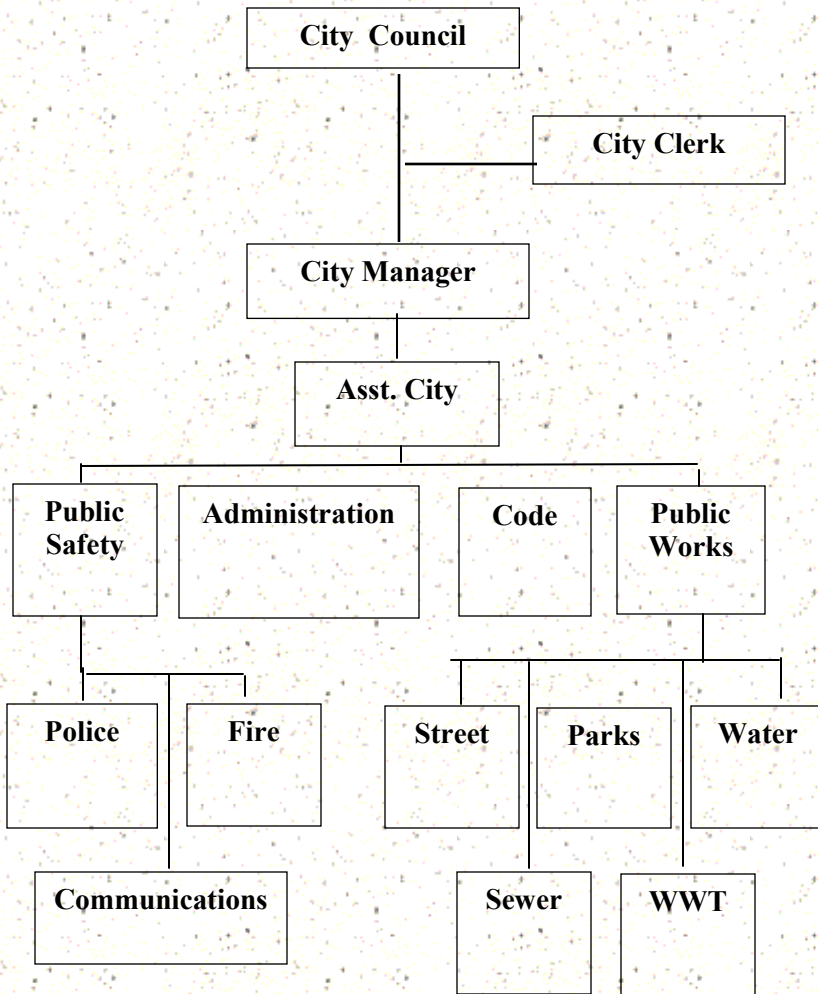 City Council
City Clerk
City Manager
Asst. City
Public
Safety
Administration
Code
Public
Works
Police
Fire
Street
Parks
Water
Communications
Sewer
WWT